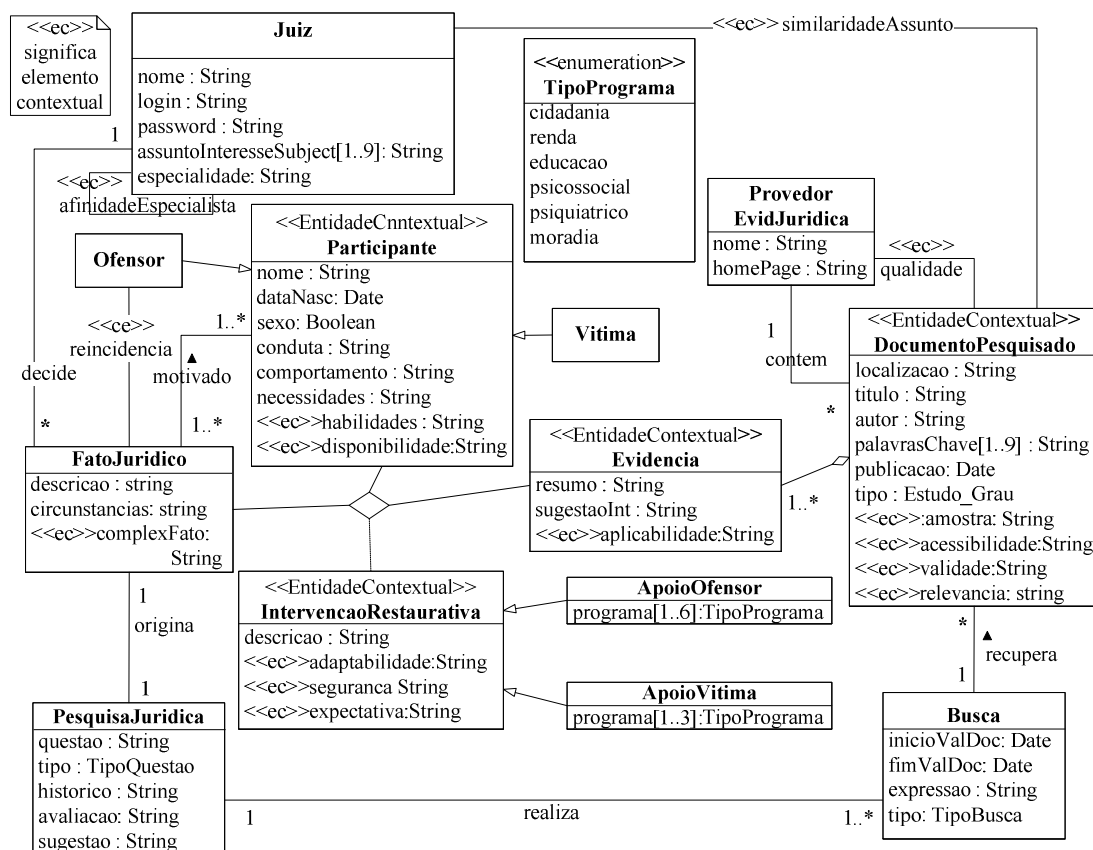 <<ec>>
significa
elemento
contextual
Juiz
nome : String
login : String
password : String
assuntoInteresseSubject[1..9]: String
especialidade: String
<<ec>> similaridadeAssunto
<<enumeration>>
TipoPrograma
cidadania
renda
educacao
psicossocial
psiquiatrico
moradia
1
<<ec>>
afinidadeEspecialista
Provedor
EvidJuridica
nome : String
homePage : String
<<ec>>
qualidade
Ofensor
<<EntidadeCnntextual>>
Participante
nome : String
dataNasc: Date
sexo: Boolean
conduta : String
comportamento : String
necessidades : String
<<ec>>habilidades : String
<<ec>>disponibilidade:String
Vitima
<<ce>>
reincidencia
1..*
motivado
1..*
decide
*
1
contem
*
<<EntidadeContextual>>
DocumentoPesquisado
localizacao : String
titulo : String
autor : String
palavrasChave[1..9] : String
publicacao: Date
tipo : Estudo_Grau
<<ec>>:amostra: String
<<ec>>acessibilidade:String
<<ec>>validade:String
<<ec>>relevancia: string
FatoJuridico
descricao : string
circunstancias: string
<<ec>>complexFato:
String
<<EntidadeContextual>>
Evidencia
resumo : String
sugestaoInt : String
<<ec>>aplicabilidade:String
1..*
<<EntidadeContextual>>
IntervencaoRestaurativa
descricao : String
<<ec>>adaptabilidade:String
<<ec>>seguranca String
<<ec>>expectativa:String
ApoioOfensor
programa[1..6]:TipoPrograma
ApoioVitima
programa[1..3]:TipoPrograma
1
origina
1
*
recupera
1
PesquisaJuridica
questao : String
tipo : TipoQuestao
historico : String
avaliacao: String
sugestao : String
Busca
inicioValDoc: Date
fimValDoc: Date
expressao : String
tipo: TipoBusca
1
realiza
1..*